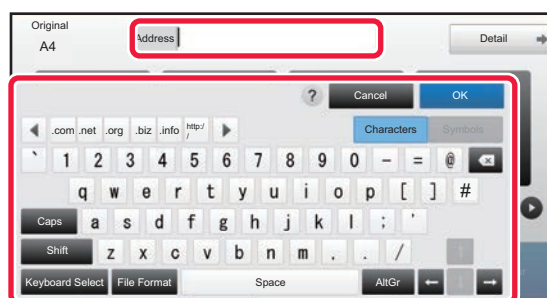 Original
A4
Address
Detail
? Cancel OK
.com .net .org .biz .info http:/
/
Characters Symbols
` 1 2 3 4 5 6 7 8 9 0 - = @
q w e r t y u i o p [ ] #
Caps a s d f g h j k l ; '
Shift z x c v b n m . . /
Keyboard Select File Format Space AltGr